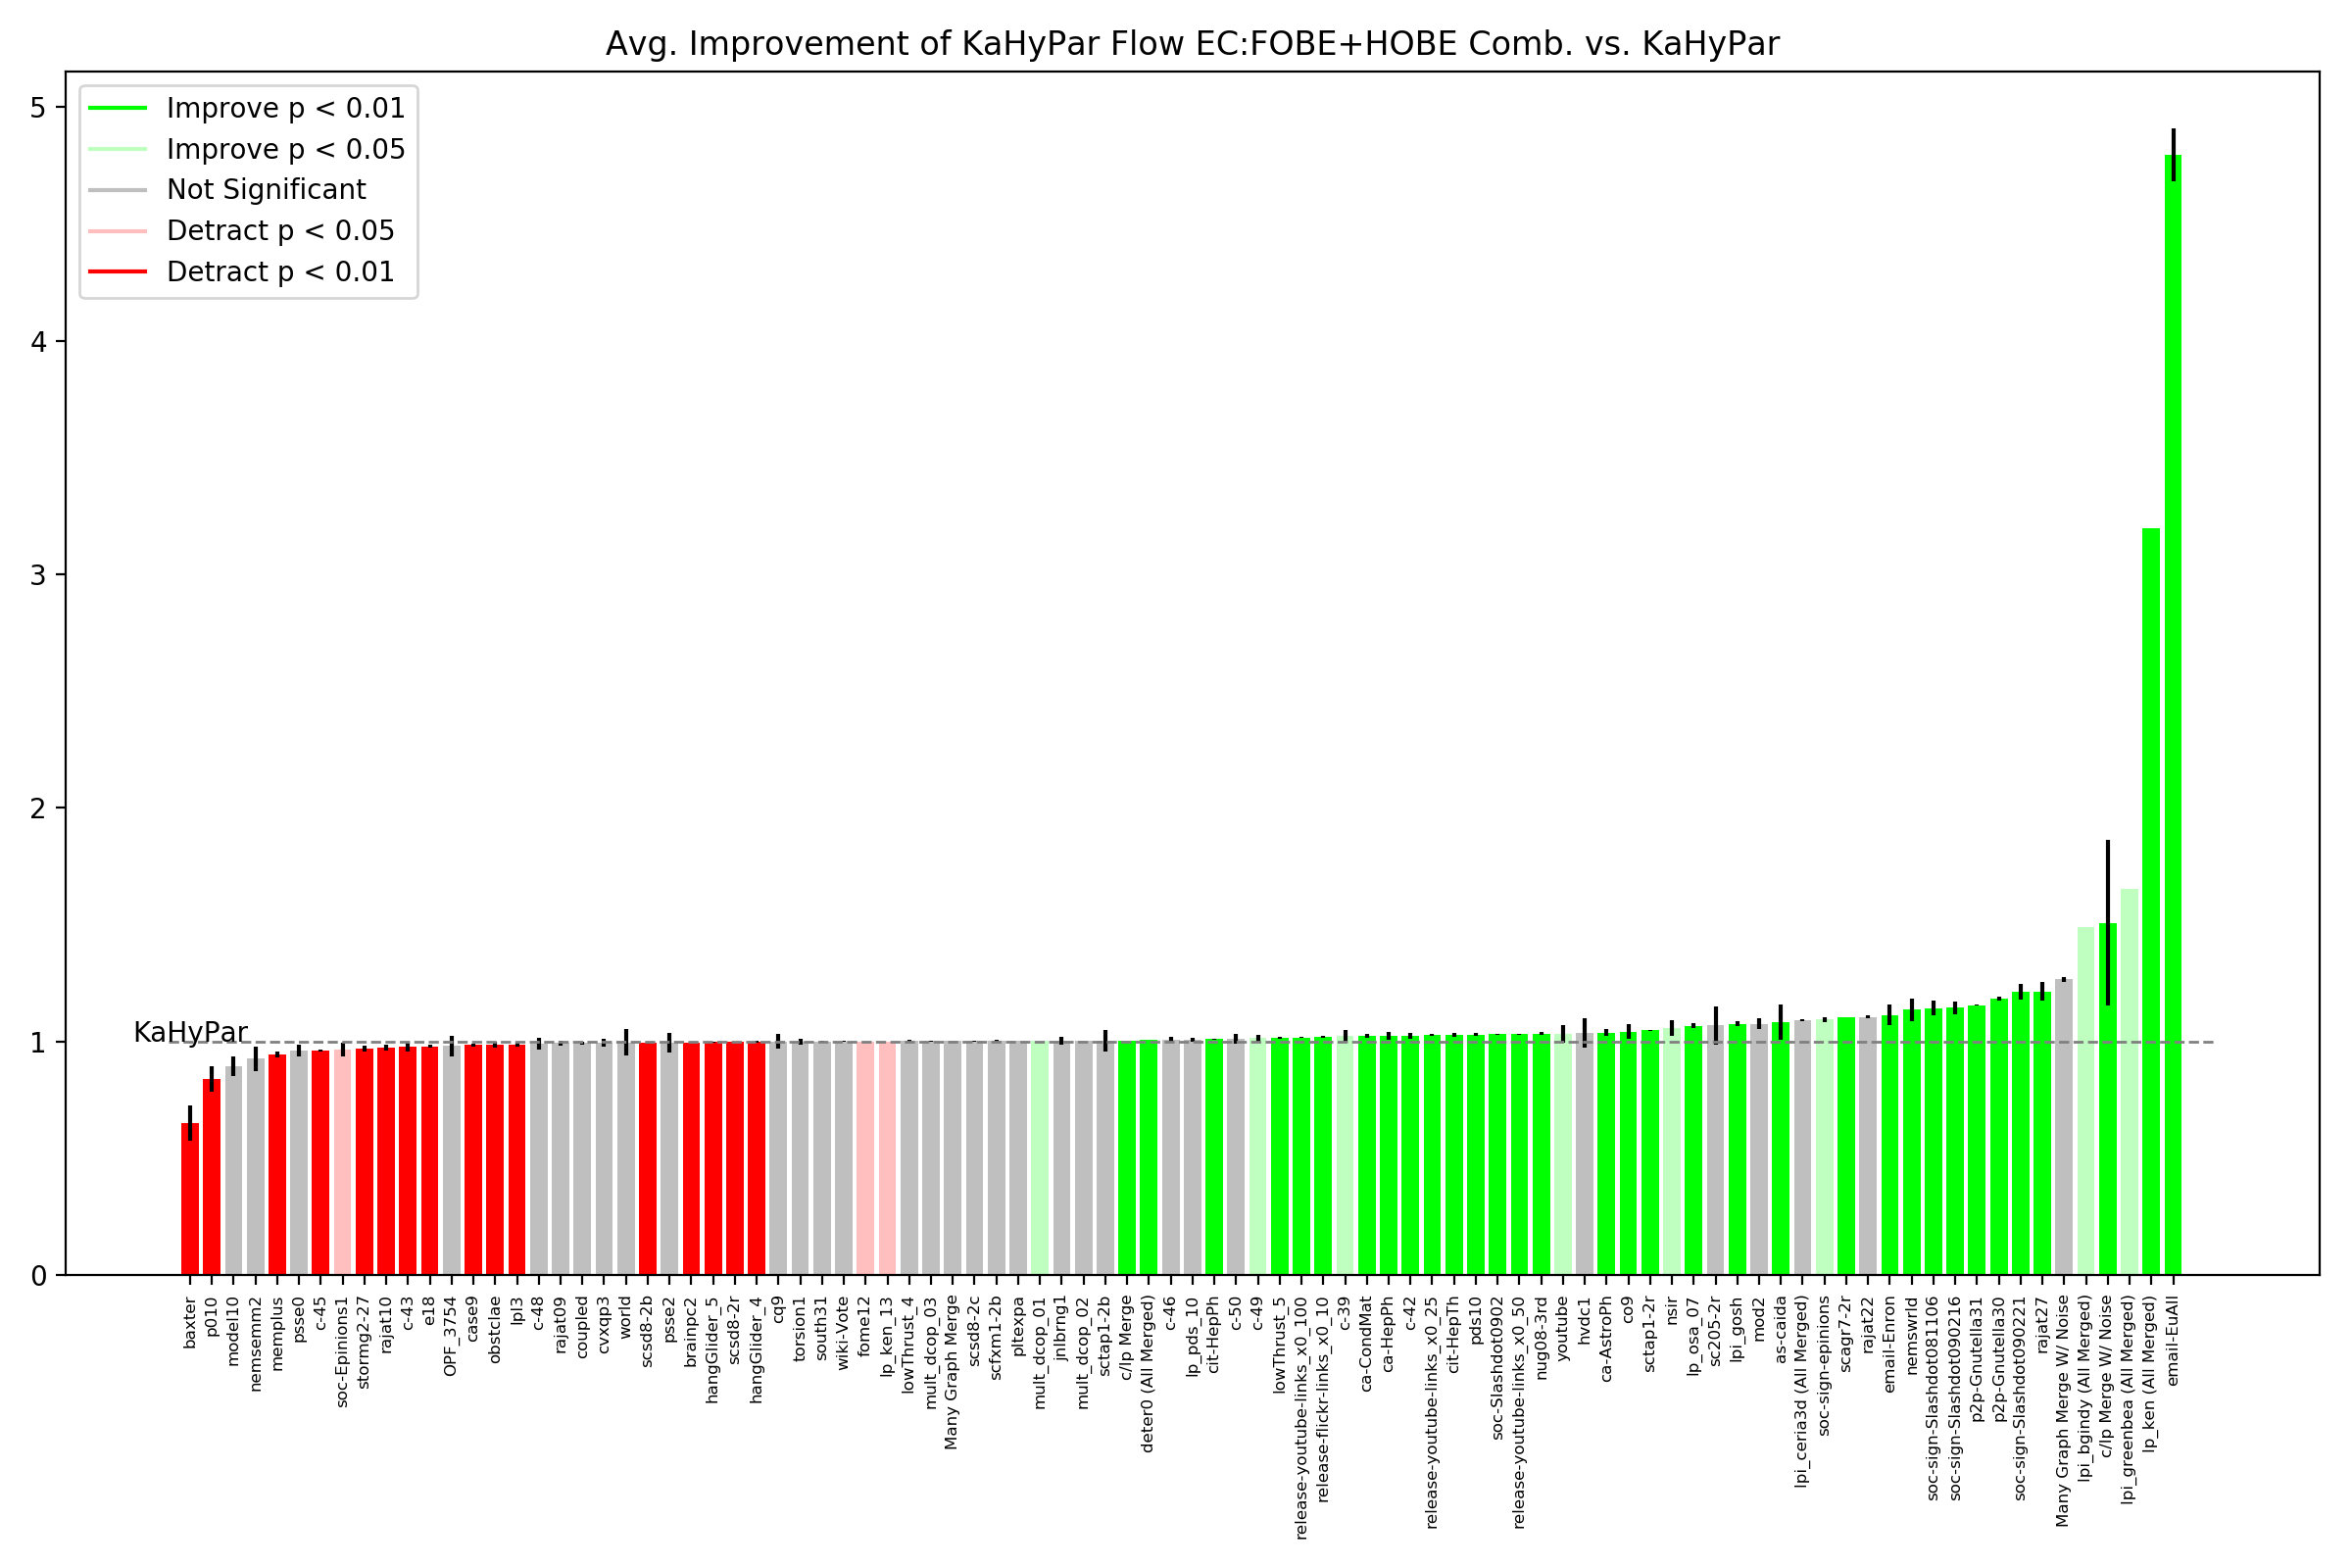 Avg. Improvement of KaHyPar Flow EC:FOBE+HOBE Comb. vs. KaHyPar
Improve p < 0.01
Improve p < 0.05
Not Significant
Detract p < 0.05
Detract p < 0.01
5
4
3
2
1
0
KaHyPar
baxter
p010
model10
nemsemm2
memplus
psse0
c-45
soc-Epinions1
stormg2-27
rajat10
c-43
e18
OPF_3754
case9
obstclae
lpl3
c-48
rajat09
coupled
cvxqp3
world
scsd8-2b
psse2
brainpc2
hangGlider_5
scsd8-2r
hangGlider_4
cq9
torsion1
south31
wiki-Vote
fome12
lp_ken_13
lowThrust_4
mult_dcop_03
Many Graph Merge
scsd8-2c
scfxm1-2b
pltexpa
mult_dcop_01
jnlbrng1
mult_dcop_02
sctap1-2b
c/lp Merge
deter0 (All Merged)
c-46
lp_pds_10
cit-HepPh
c-50
c-49
lowThrust_5
release-youtube-links_x0_100
release-flickr-links_x0_10
c-39
ca-CondMat
ca-HepPh
c-42
release-youtube-links_x0_25
cit-HepTh
pds10
soc-Slashdot0902
release-youtube-links_x0_50
nug08-3rd
youtube
hvdc1
ca-AstroPh
co9
sctap1-2r
nsir
lp_osa_07
sc205-2r
lpi_gosh
mod2
as-caida
lpi_ceria3d (All Merged)
soc-sign-epinions
scagr7-2r
rajat22
email-Enron
nemswrld
soc-sign-Slashdot081106
soc-sign-Slashdot090216
p2p-Gnutella31
p2p-Gnutella30
soc-sign-Slashdot090221
rajat27
Many Graph Merge W/ Noise
lpi_bgindy (All Merged)
c/lp Merge W/ Noise
lpi_greenbea (All Merged)
lp_ken (All Merged)
email-EuAll